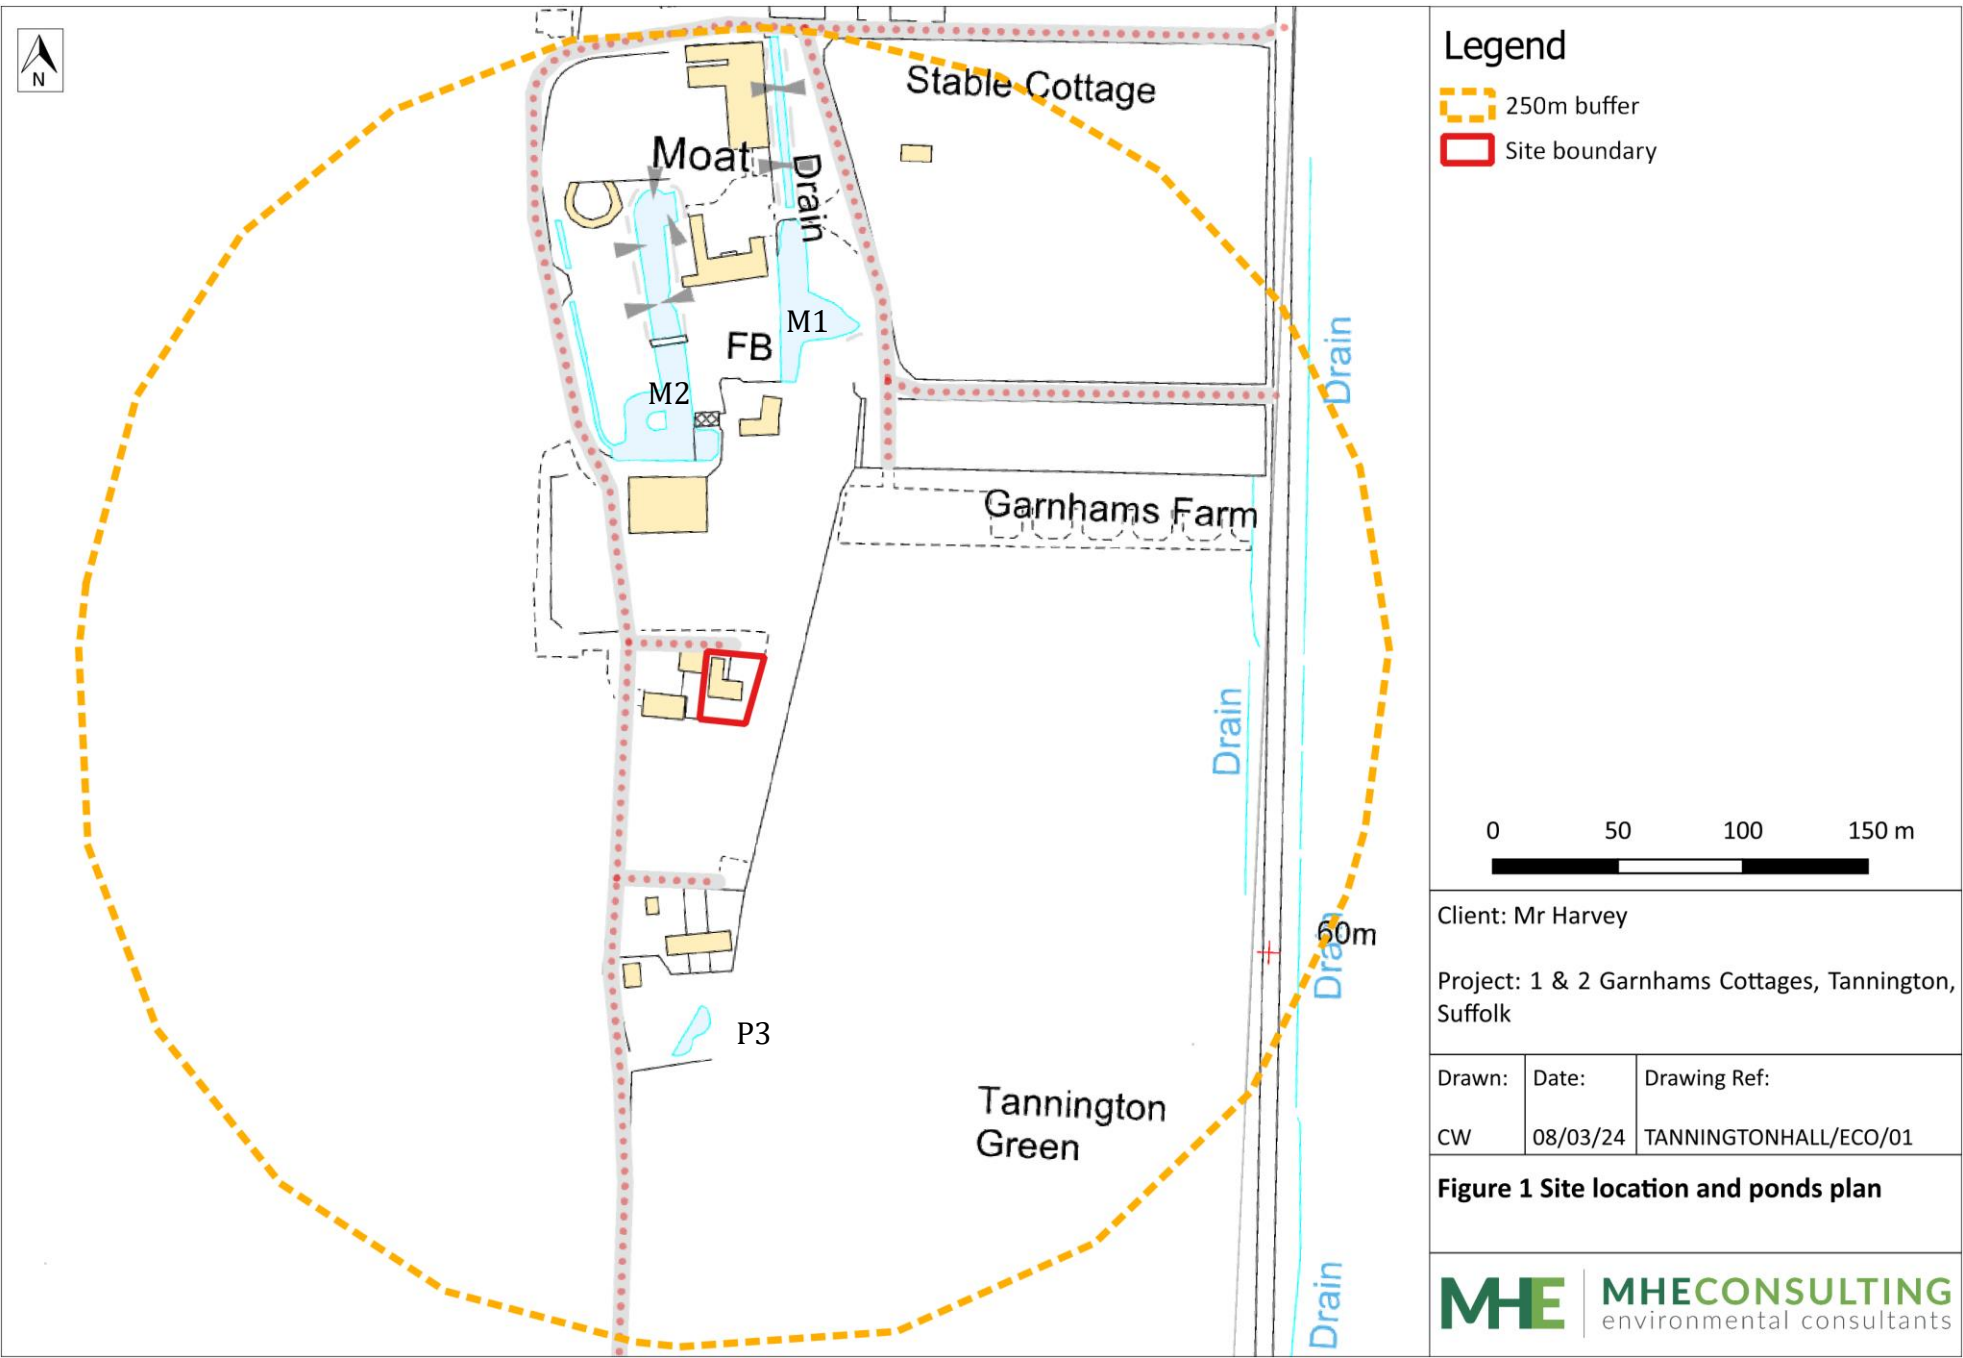 N
Stable Cottage
Moat
Drain
M1
FB
Drain
M2
Garnhams Farm
Drain
60m
Drain
P3
Tannington
Green
Drain
Legend
250m buffer
Site boundary
0 50 100 150 m
Client: Mr Harvey
Project: 1 & 2 Garnhams Cottages, Tannington,
Suffolk
Drawn: Date: Drawing Ref:
CW 08/03/24 TANNINGTONHALL/ECO/01
Figure 1 Site location and ponds plan
MHE MHECONSULTING
environmental consultants